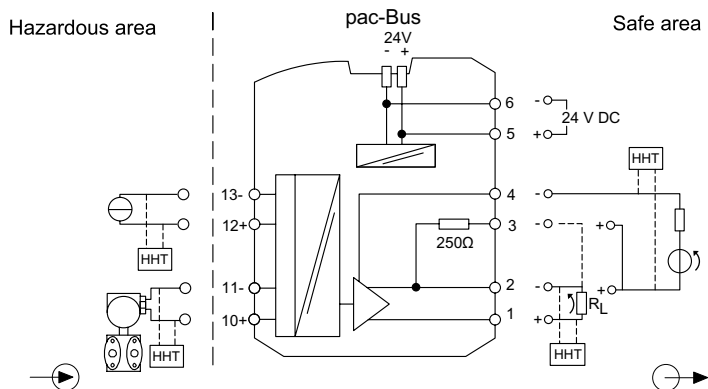 Hazardous area
pac-Bus
Safe area
24V
- +
6 -
24 V DC
5 +
HHT
13-
4 -
12+
3 - +
250Ω
HHT
11-
2 - +
R_L
10+
1 +
HHT
HHT